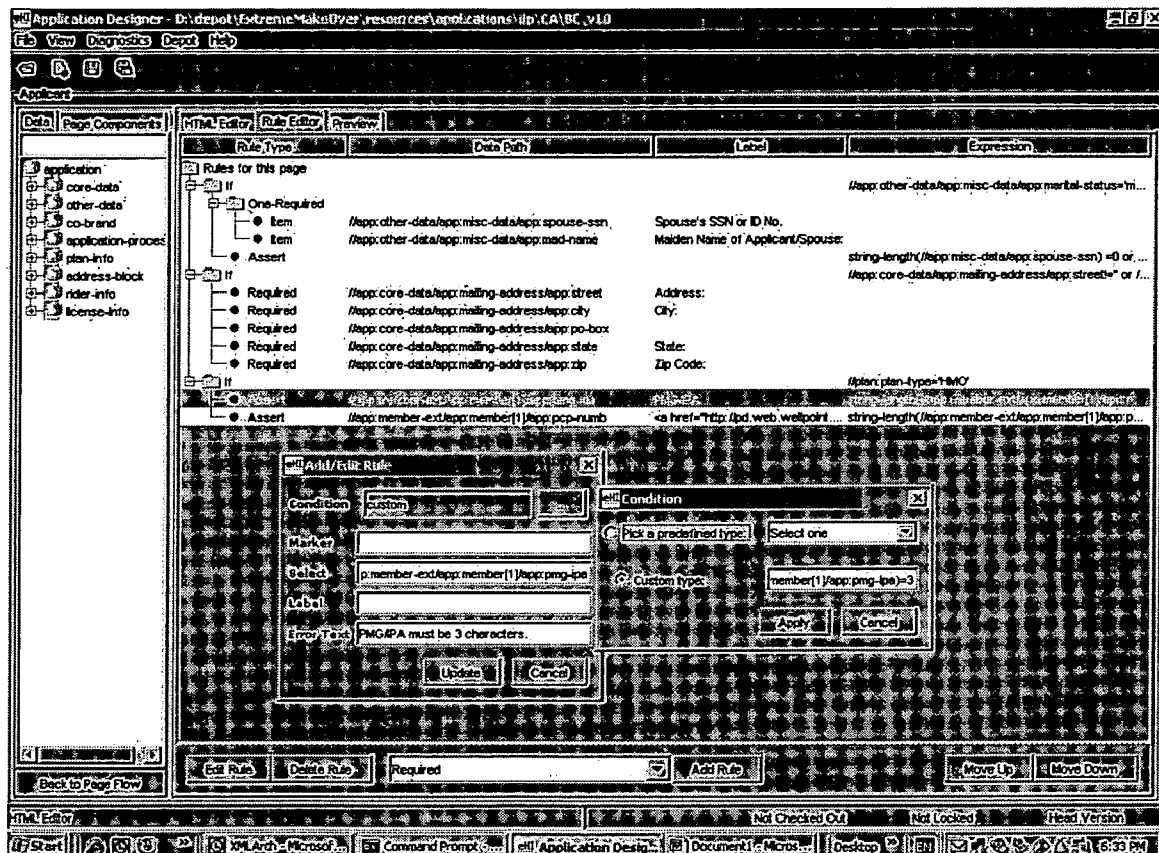 Application Designer - D:\depot\ExtremeMakeOver\resources\applications\ifp\CA\BC_v10
File View Diagnostics Depot Help
Applicant
Data Page Components HTML Editor Rule Editor Preview
Rule Type Data Path Label Expression
application
core-data
other-data
co-brand
application-proces
plan-info
address-block
rider-info
license-info
Rules for this page
If //app:other-data/app:misc-data/app:marital-status='m...
One-Required
Item //app:other-data/app:misc-data/app:spouse-ssn Spouse's SSN or ID No.
Item //app:other-data/app:misc-data/app:maid-name Maiden Name of Applicant/Spouse:
Assert string-length(//app:misc-data/app:spouse-ssn) =0 or ...
If //app:core-data/app:mailing-address/app:street!='' or /...
Required //app:core-data/app:mailing-address/app:street Address:
Required //app:core-data/app:mailing-address/app:city City:
Required //app:core-data/app:mailing-address/app:po-box
Required //app:core-data/app:mailing-address/app:state State:
Required //app:core-data/app:mailing-address/app:zip Zip Code:
If //plan:plan-type='HMO'
Assert //app:member-ext/app:member[1]/app:pcp-numb <a href="http://pd.web.wellpoint.... string-length(//app:member-ext/app:member[1]/app:p...
Add/Edit Rule
Condition custom
Marker
Select p:member-ext/app:member[1]/app:pmg-ipa
Label
Error Text PMG/IPA must be 3 characters.
Update Cancel
Condition
Pick a predefined type: Select one
Custom type: member[1]/app:pmg-ipa)=3
Apply Cancel
Back to Page Flow
Edit Rule Delete Rule Required Add Rule Move Up Move Down
HTML Editor Not Checked Out Not Locked Head Version
Start XMLArch - Microsof... Command Prompt - ... Application Desig... Document1 - Micros... Desktop EN 6:33 PM